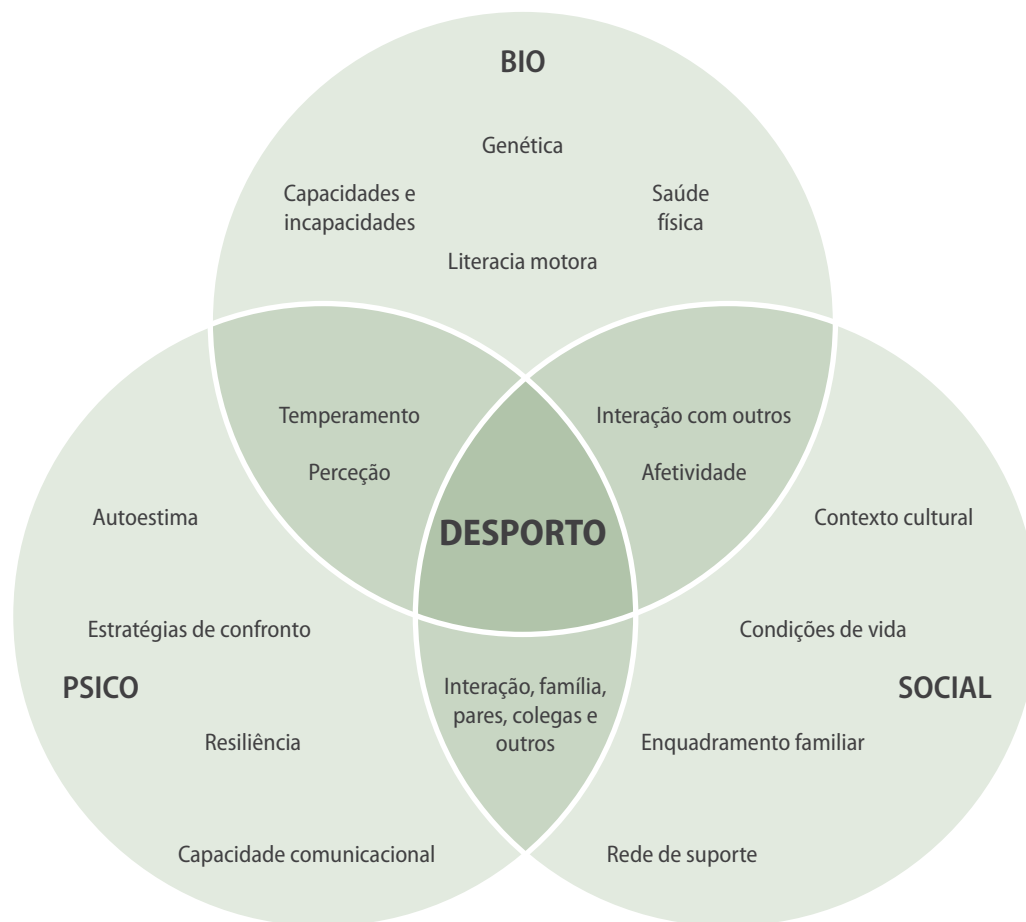 BIO
Genética
Capacidades e
incapacidades
Saúde
física
Literacia motora
Temperamento
Perceção
Interação com outros
Afetividade
DESPORTO
Autoestima
Contexto cultural
Estratégias de confronto
Condições de vida
PSICO
Interação, família,
pares, colegas e
outros
SOCIAL
Resiliência
Enquadramento familiar
Capacidade comunicacional
Rede de suporte